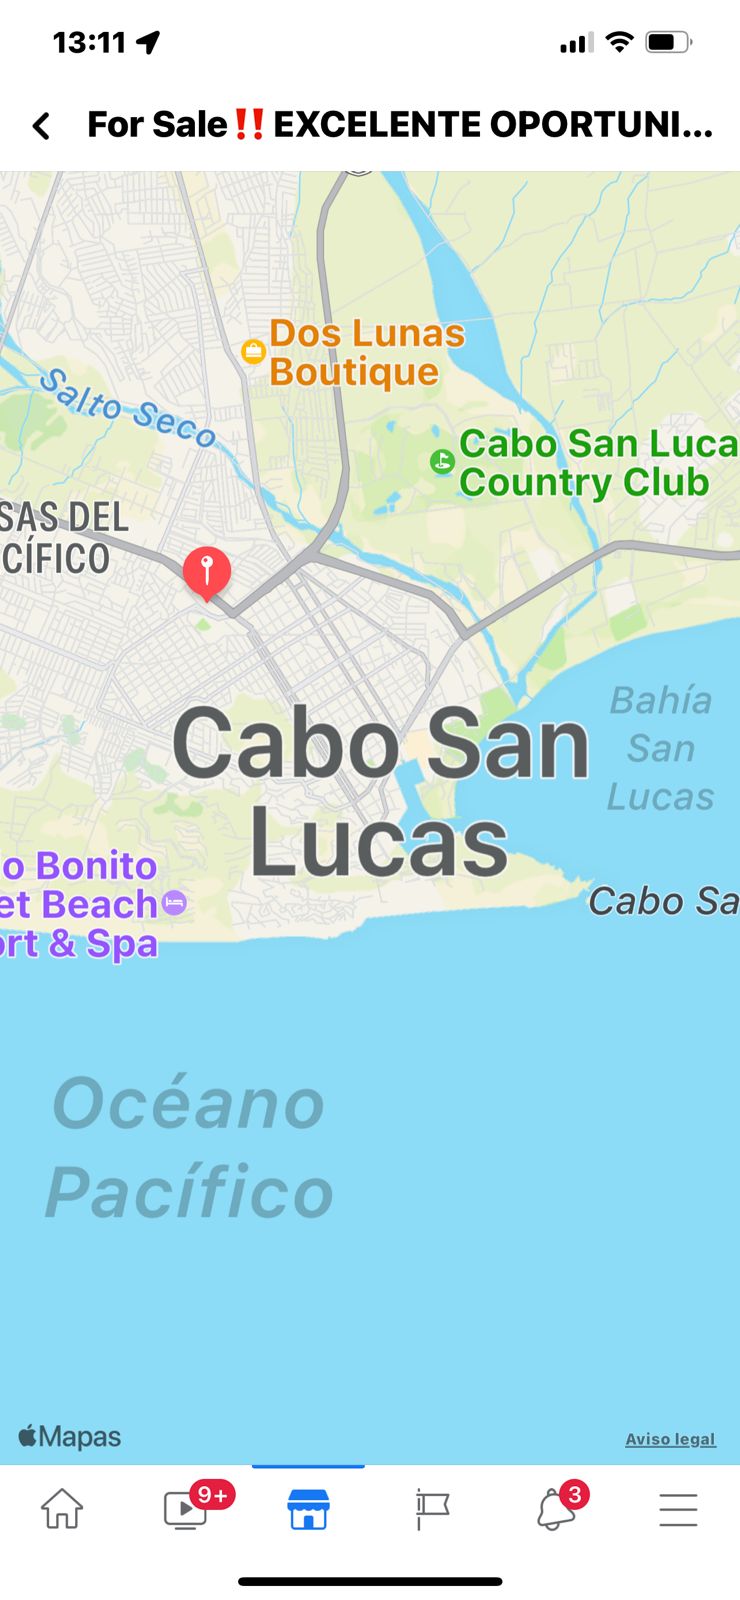 13:11
For Sale‼️EXCELENTE OPORTUNI...
Dos Lunas
Boutique
Salto Seco
Cabo San Luca
Country Club
SAS DEL
CÍFICO
Cabo San
Lucas
Bahía
San
Lucas
o Bonito
et Beach
ort & Spa
Cabo Sa
Océano
Pacífico
Mapas
Aviso legal
9+
3